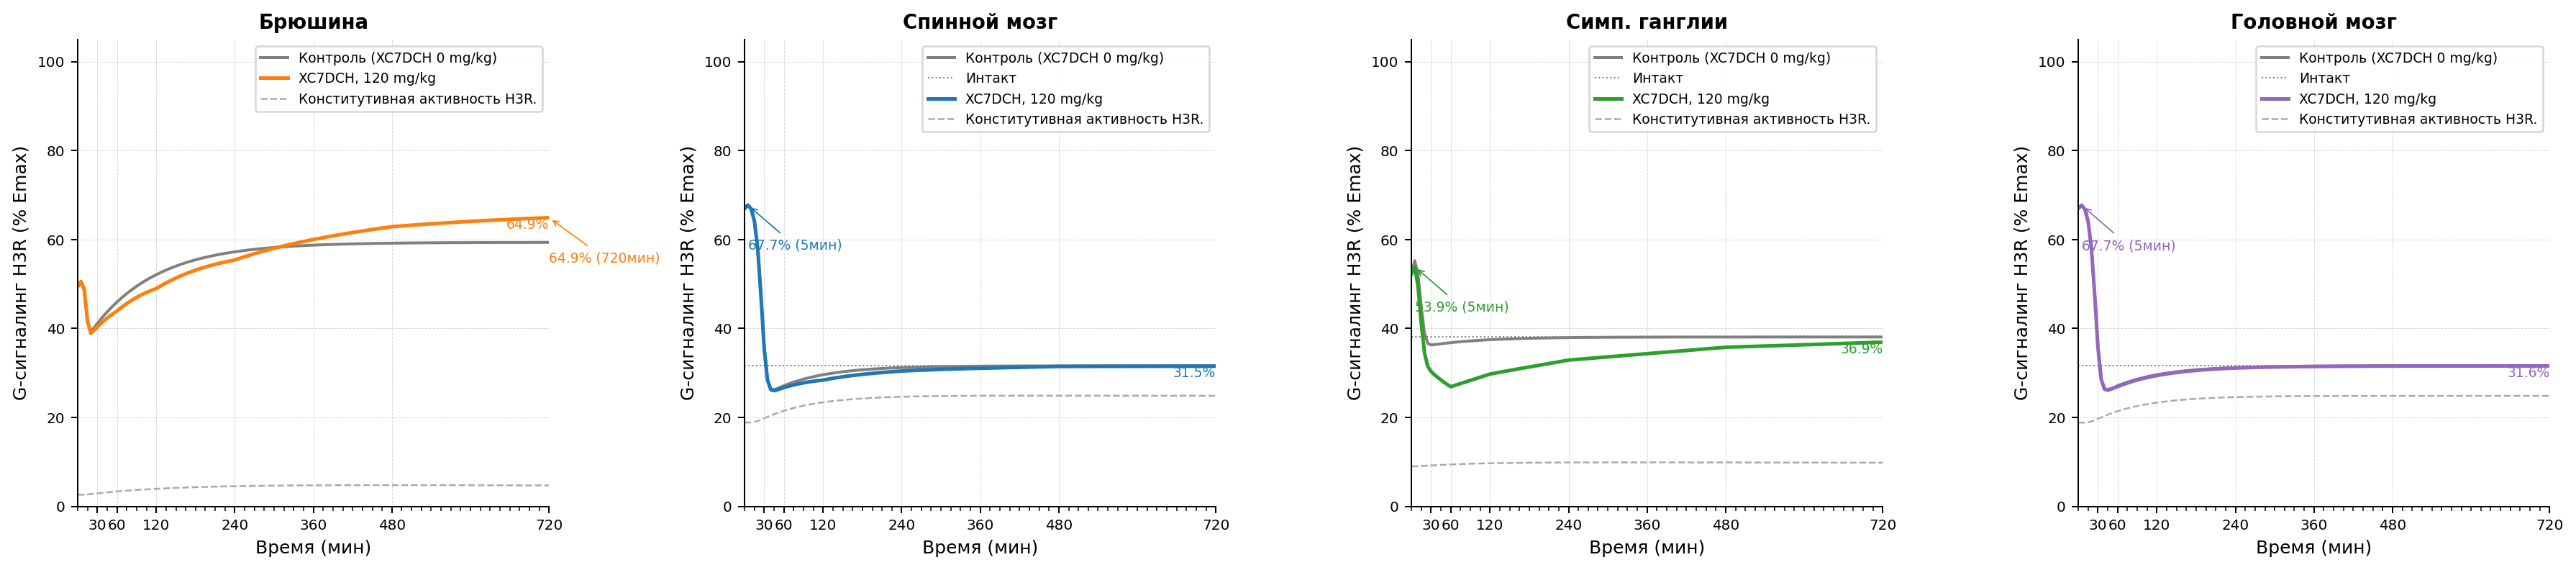 Брюшина
G-сигналинг H3R (% Emax)
100
80
60
40
20
0
Контроль (XC7DCH 0 mg/kg)
XC7DCH, 120 mg/kg
Конститутивная активность H3R.
64.9%
64.9% (720мин)
30 60 120 240 360 480 720
Время (мин)
Спинной мозг
G-сигналинг H3R (% Emax)
100
80
60
40
20
0
Контроль (XC7DCH 0 mg/kg)
Интакт
XC7DCH, 120 mg/kg
Конститутивная активность H3R.
67.7% (5мин)
31.5%
30 60 120 240 360 480 720
Время (мин)
Симп. ганглии
G-сигналинг H3R (% Emax)
100
80
60
40
20
0
Контроль (XC7DCH 0 mg/kg)
Интакт
XC7DCH, 120 mg/kg
Конститутивная активность H3R.
53.9% (5мин)
36.9%
30 60 120 240 360 480 720
Время (мин)
Головной мозг
G-сигналинг H3R (% Emax)
100
80
60
40
20
0
Контроль (XC7DCH 0 mg/kg)
Интакт
XC7DCH, 120 mg/kg
Конститутивная активность H3R.
67.7% (5мин)
31.6%
30 60 120 240 360 480 720
Время (мин)